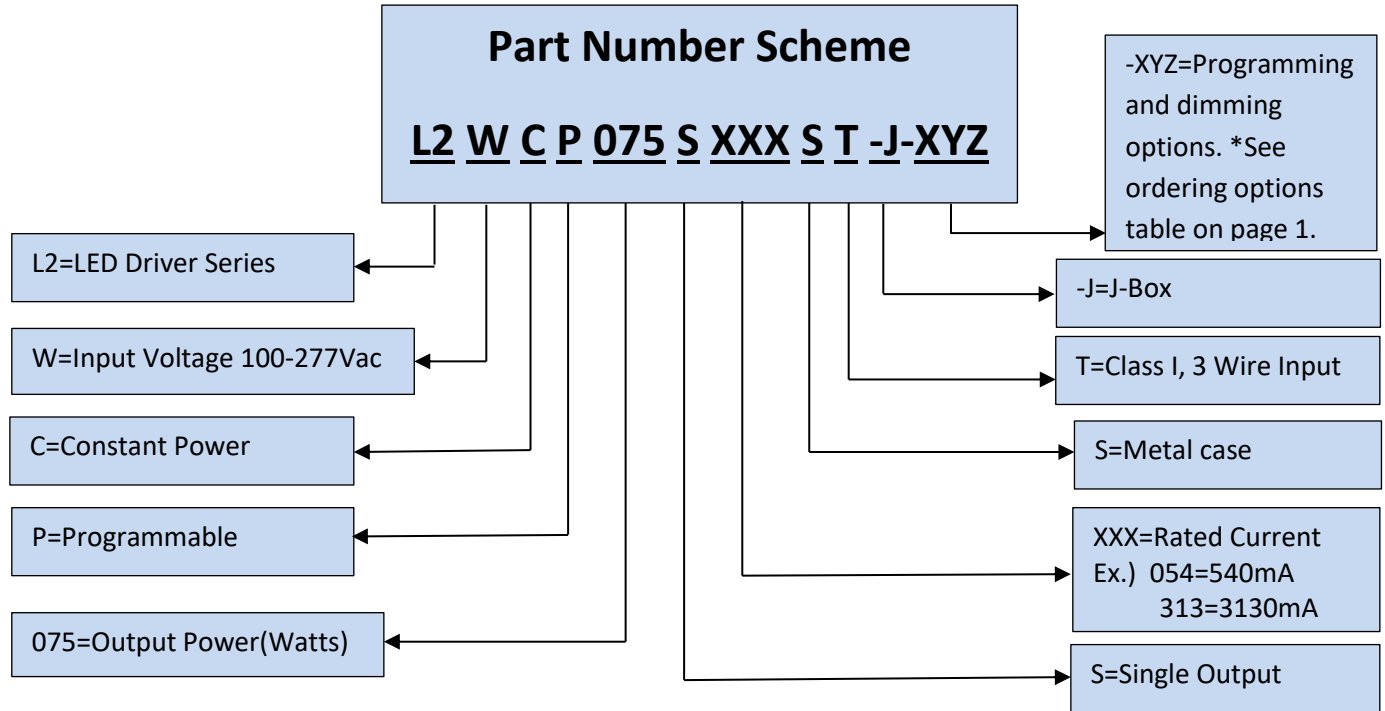 Part Number Scheme
L2 W C P 075 S XXX S T -J-XYZ
L2=LED Driver Series
W=Input Voltage 100-277Vac
C=Constant Power
P=Programmable
075=Output Power(Watts)
-XYZ=Programming
and dimming
options. *See
ordering options
table on page 1.
-J=J-Box
T=Class I, 3 Wire Input
S=Metal case
XXX=Rated Current
Ex.) 054=540mA
313=3130mA
S=Single Output